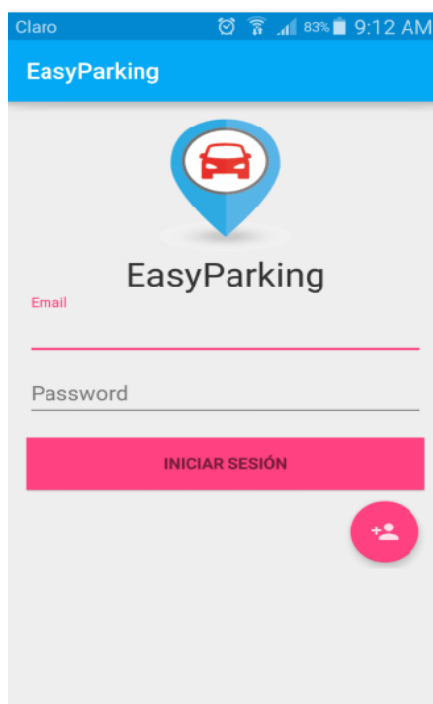 Claro 83% 9:12 AM
EasyParking
EasyParking
Email
Password
INICIAR SESIÓN